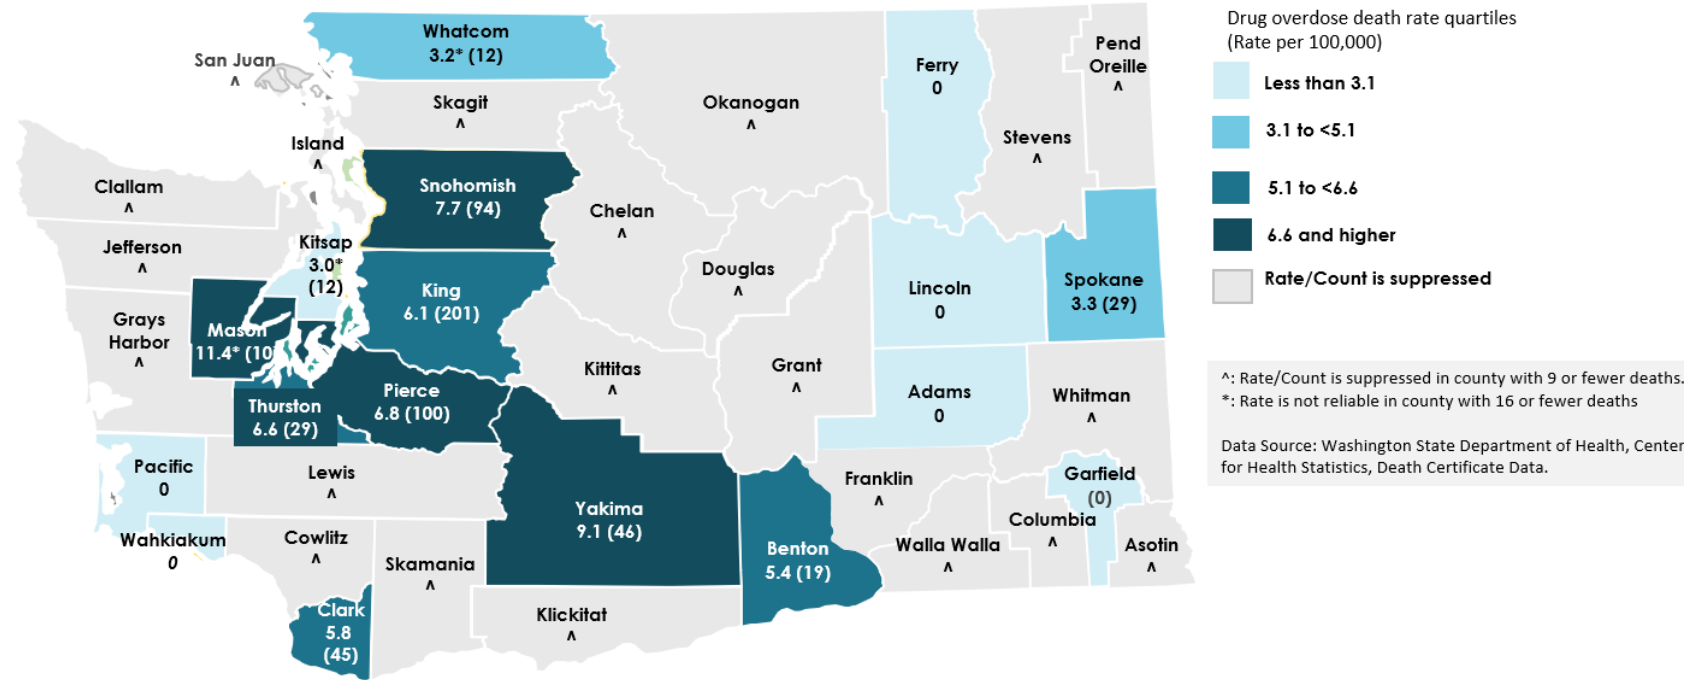 Whatcom
3.2* (12)
San Juan
^
Skagit
^
Island
^
Okanogan
^
Ferry
0
Pend
Oreille
^
Stevens
^
Clallam
^
Snohomish
7.7 (94)
Chelan
^
Jefferson
^
Kitsap
3.0*
(12)
King
6.1 (201)
Douglas
^
Lincoln
0
Spokane
3.3 (29)
Grays
Harbor
^
Mason
11.4* (10
Kittitas
^
Grant
^
Adams
0
Whitman
^
Thurston
6.6 (29)
Pierce
6.8 (100)
Pacific
0
Lewis
^
Yakima
9.1 (46)
Franklin
^
Garfield
(0)
Wahkiakum
0
Cowlitz
^
Skamania
^
Benton
5.4 (19)
Walla Walla
^
Columbia
^
Asotin
^
Clark
5.8
(45)
Klickitat
^
Drug overdose death rate quartiles
(Rate per 100,000)
Less than 3.1
3.1 to <5.1
5.1 to <6.6
6.6 and higher
Rate/Count is suppressed
^: Rate/Count is suppressed in county with 9 or fewer deaths.
*: Rate is not reliable in county with 16 or fewer deaths
Data Source: Washington State Department of Health, Center
for Health Statistics, Death Certificate Data.